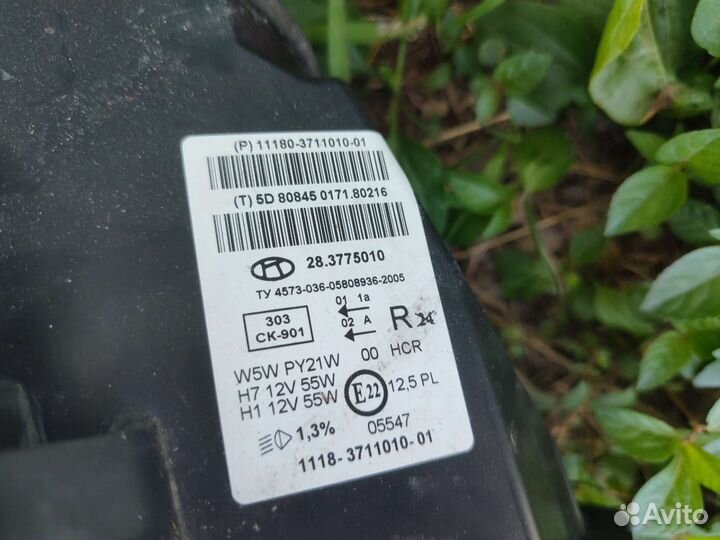 (P) 11180-3711010-01
(T) 5D 80845 0171.80216
28.3775010
ТУ 4573-036-05808936-2005
303
СК-901
01 1a
02 A
R 24
W5W PY21W 00 HCR
H7 12V 55W
H1 12V 55W
E22 12,5 PL
1,3% 05547
1118-3711010-01
Avito